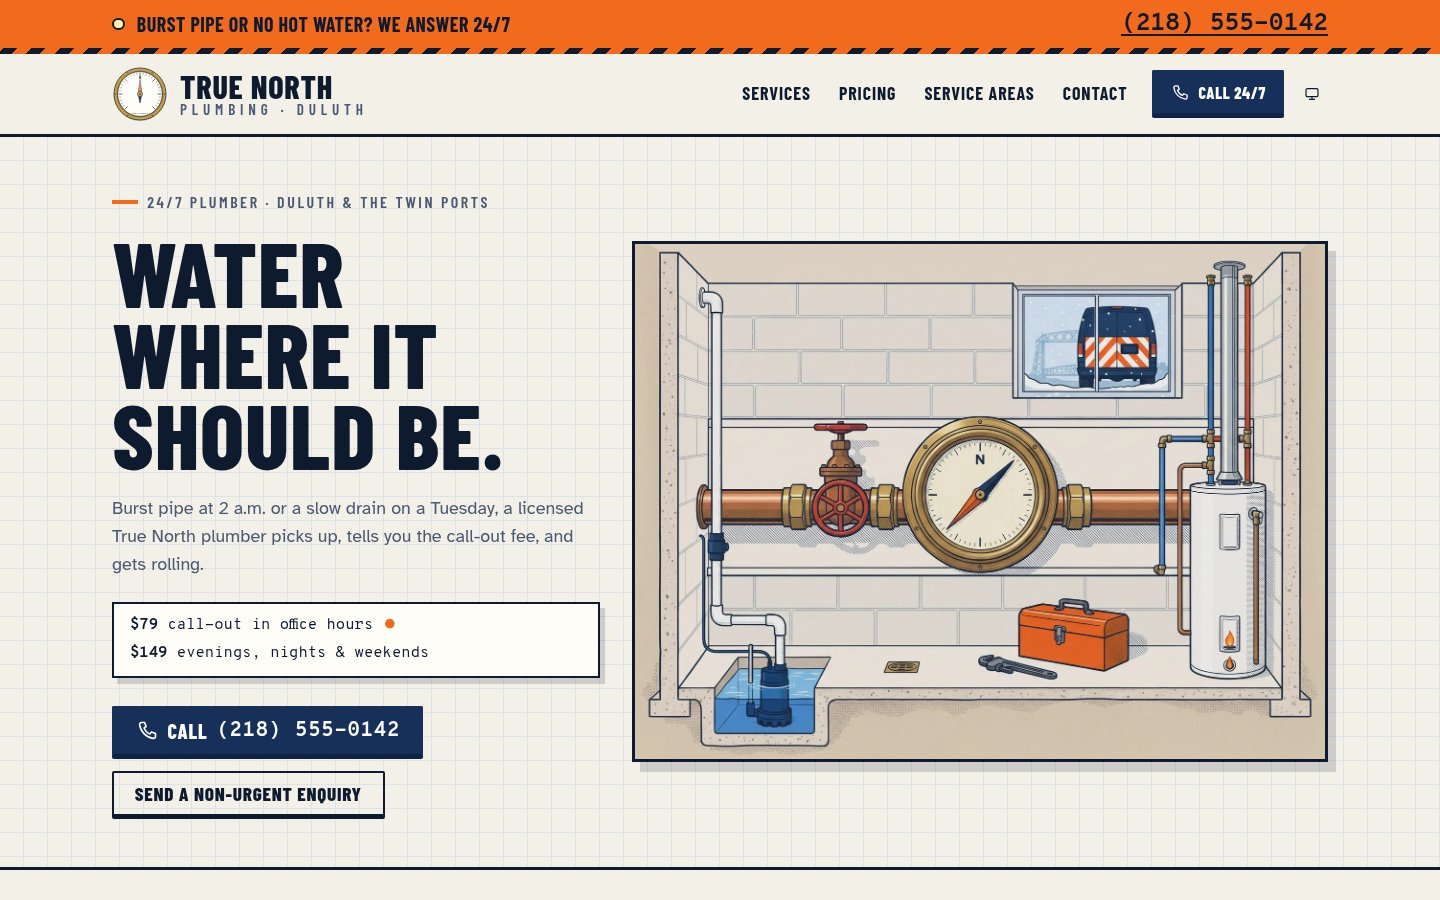 BURST PIPE OR NO HOT WATER? WE ANSWER 24/7
(218) 555-0142
TRUE NORTH
PLUMBING · DULUTH
SERVICES
PRICING
SERVICE AREAS
CONTACT
CALL 24/7
24/7 PLUMBER · DULUTH & THE TWIN PORTS
WATER
WHERE IT
SHOULD BE.
Burst pipe at 2 a.m. or a slow drain on a Tuesday, a licensed
True North plumber picks up, tells you the call-out fee, and
gets rolling.
$79 call-out in office hours
$149 evenings, nights & weekends
CALL (218) 555-0142
SEND A NON-URGENT ENQUIRY
N